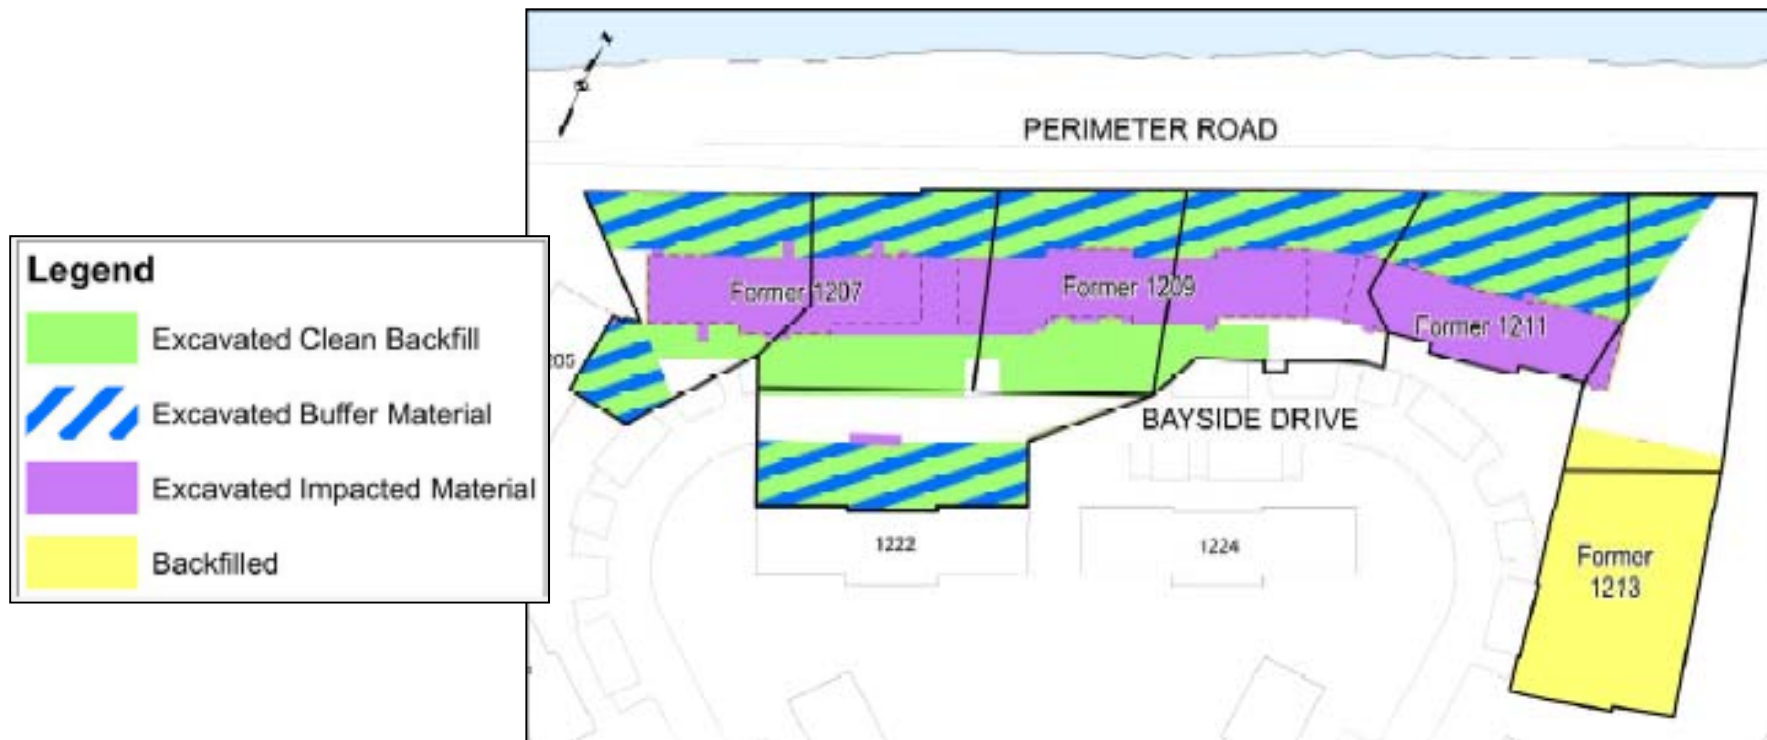 PERIMETER ROAD
Legend
Excavated Clean Backfill
Excavated Buffer Material
Excavated Impacted Material
Backfilled
Former 1207
Former 1209
Former 1211
205
BAYSIDE DRIVE
1222
1224
Former
1213